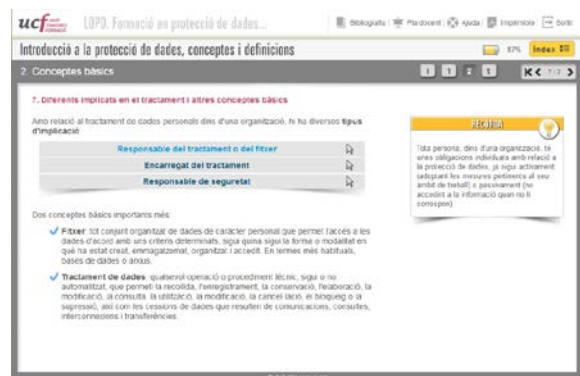 ucf
LOPD. Formació en protecció de dades...
Bibliografia | Pla docent | Ajuda | Imprimible | Sortir
Introducció a la protecció de dades, conceptes i definicions
87%
Índex
2. Conceptes bàsics
1 1 2 1
7 / 7
7. Diferents implicats en el tractament i altres conceptes bàsics
Amb relació al tractament de dades personals dins d'una organització, hi ha diversos tipus
d'implicació
Responsable del tractament o del fitxer
Encarregat del tractament
Responsable de seguretat
RECORDA
Tota persona, dins d'una organització, té
unes obligacions individuals amb relació a
la protecció de dades, ja sigui activament
(adoptant les mesures pertinents al seu
àmbit de treball) o passivament (no
accedint a la informació quan no li
correspon).
Dos conceptes bàsics importants més:
Fitxer: tot conjunt organitzat de dades de caràcter personal que permet l'accés a les
dades d'acord amb uns criteris determinats, sigui quina sigui la forma o modalitat en
què ha estat creat, emmagatzemat, organitzat i accedit. En termes més habituals,
bases de dades o arxius.
Tractament de dades: qualsevol operació o procediment tècnic, sigui o no
automatitzat, que permeti la recollida, l'enregistrament, la conservació, l'elaboració, la
modificació, la consulta, la utilització, la modificació, la cancel·lació, el bloqueig o la
supressió, així com les cessions de dades que resultin de comunicacions, consultes,
interconnexions i transferències.